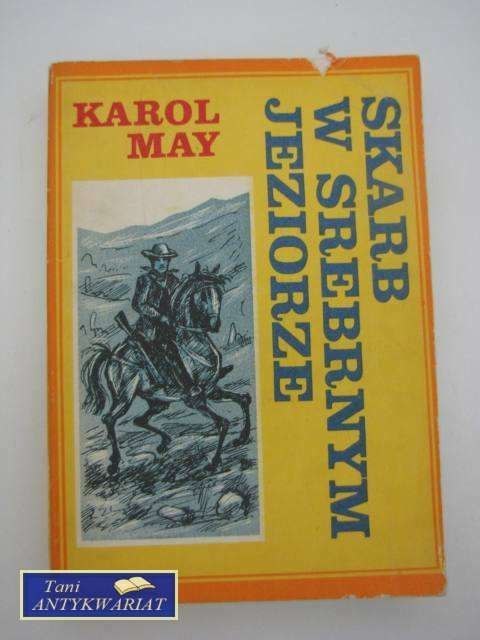 KAROL
MAY
SKARB
W SREBRNYM
JEZIORZE
Tani
ANTYKWARIAT